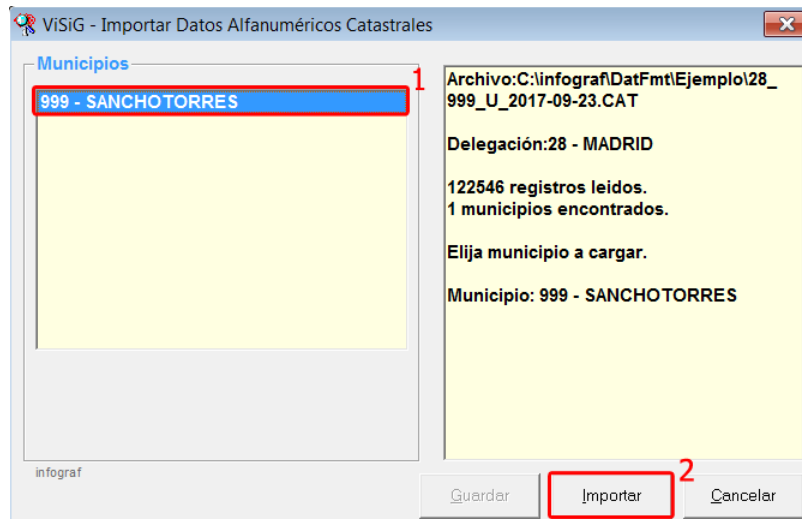 ViSiG - Importar Datos Alfanuméricos Catastrales
Municipios
1
999 - SANCHOTORRES
Archivo:C:\infograf\DatFmt\Ejemplo\28_
999_U_2017-09-23.CAT
Delegación:28 - MADRID
122546 registros leidos.
1 municipios encontrados.
Elija municipio a cargar.
Municipio: 999 - SANCHOTORRES
infograf
2
Guardar
Importar
Cancelar